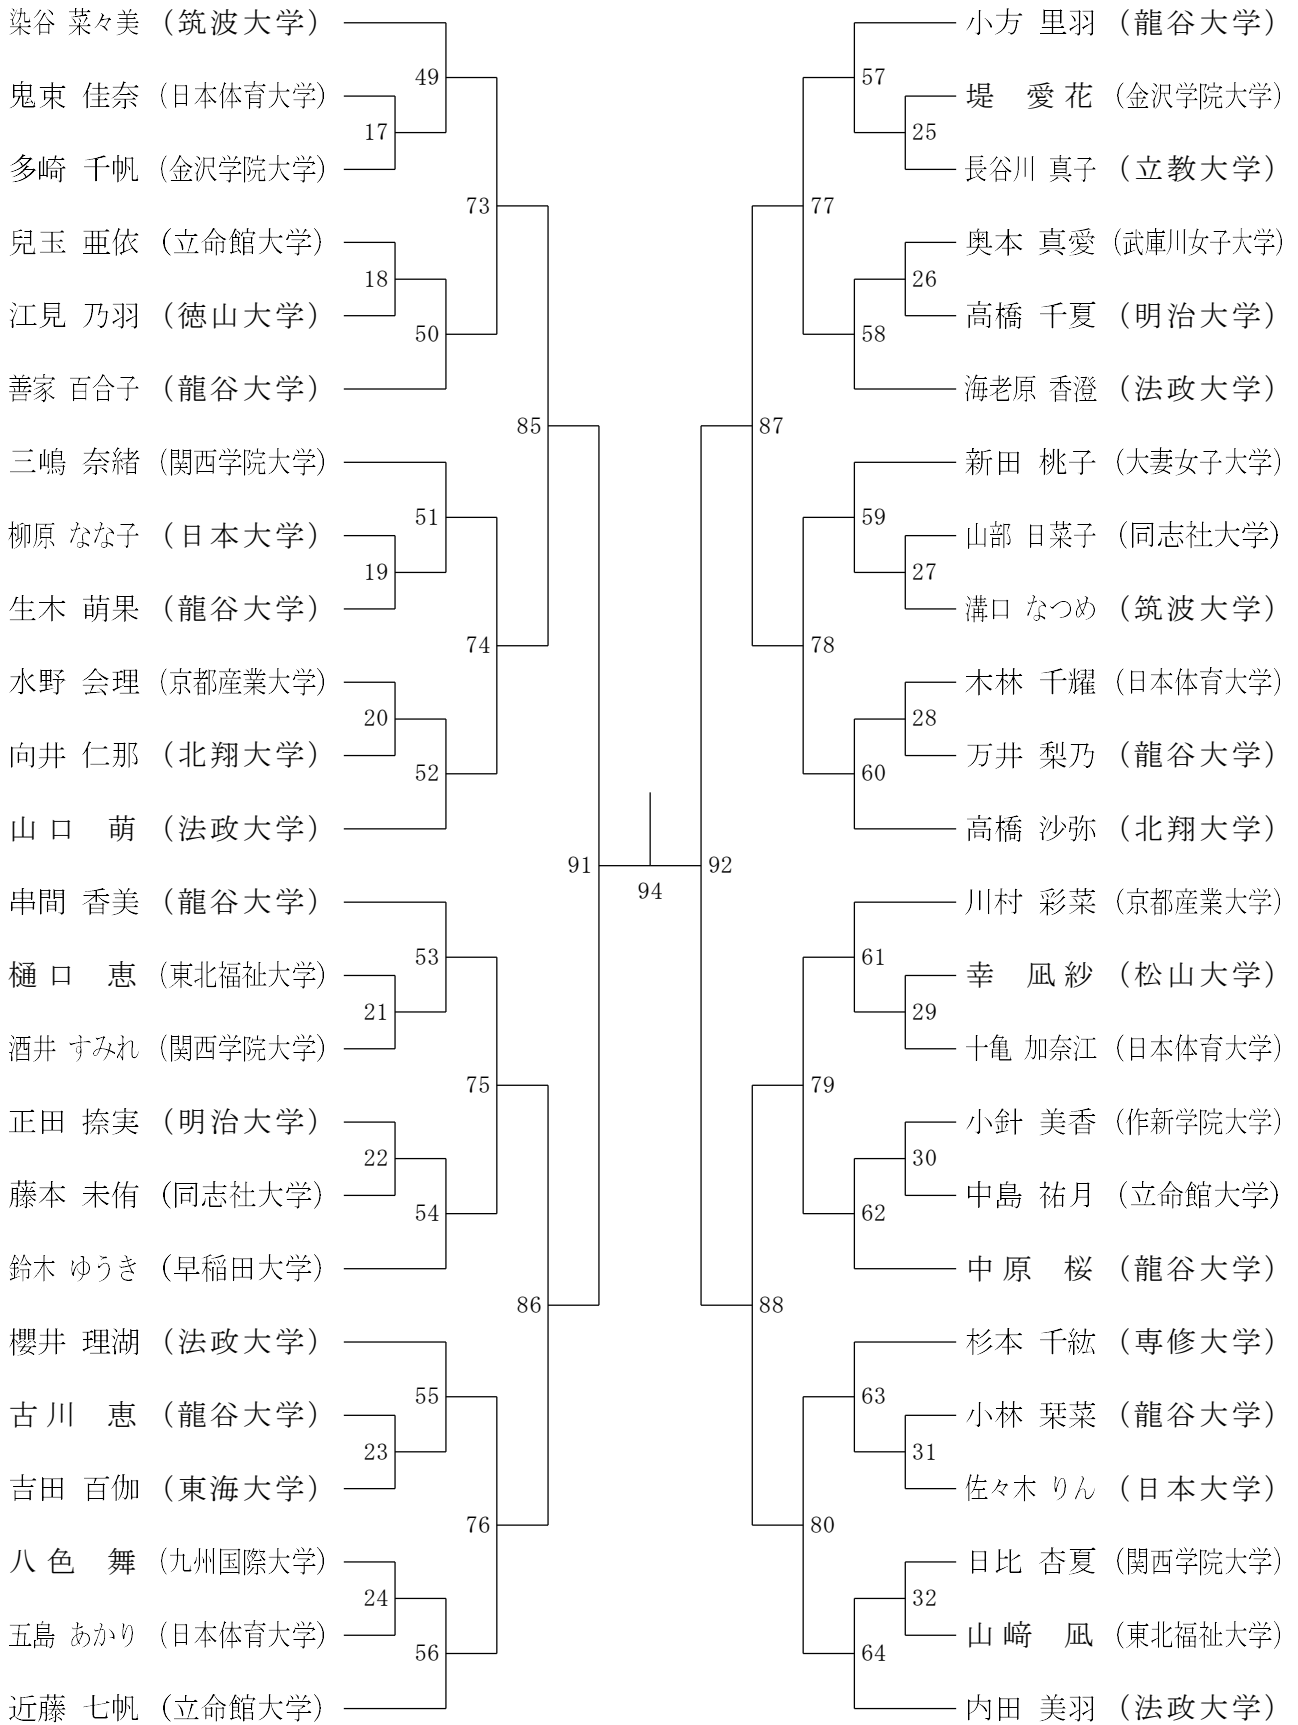 染谷 菜々美 （筑波大学）
49
鬼束 佳奈 （日本体育大学）
17
多崎 千帆 （金沢学院大学）
73
兒玉 亜依 （立命館大学）
18
江見 乃羽 （徳山大学）
50
善家 百合子 （龍谷大学）
85
三嶋 奈緒 （関西学院大学）
51
柳原 なな子 （日本大学）
19
生木 萌果 （龍谷大学）
74
水野 会理 （京都産業大学）
20
向井 仁那 （北翔大学）
52
山口 萌 （法政大学）
91
串間 香美 （龍谷大学）
53
樋口 恵 （東北福祉大学）
21
酒井 すみれ （関西学院大学）
75
正田 捺実 （明治大学）
22
藤本 未侑 （同志社大学）
54
鈴木 ゆうき （早稲田大学）
86
櫻井 理湖 （法政大学）
55
古川 恵 （龍谷大学）
23
吉田 百伽 （東海大学）
76
八色 舞 （九州国際大学）
24
五島 あかり （日本体育大学）
56
近藤 七帆 （立命館大学）
94
小方 里羽 （龍谷大学）
57
堤 愛花 （金沢学院大学）
25
長谷川 真子 （立教大学）
77
奥本 真愛 （武庫川女子大学）
26
高橋 千夏 （明治大学）
58
海老原 香澄 （法政大学）
87
新田 桃子 （大妻女子大学）
59
山部 日菜子 （同志社大学）
27
溝口 なつめ （筑波大学）
78
木林 千耀 （日本体育大学）
28
万井 梨乃 （龍谷大学）
60
高橋 沙弥 （北翔大学）
92
川村 彩菜 （京都産業大学）
61
幸 凪紗 （松山大学）
29
十亀 加奈江 （日本体育大学）
79
小針 美香 （作新学院大学）
30
中島 祐月 （立命館大学）
62
中原 桜 （龍谷大学）
88
杉本 千紘 （専修大学）
63
小林 栞菜 （龍谷大学）
31
佐々木 りん （日本大学）
80
日比 杏夏 （関西学院大学）
32
山﨑 凪 （東北福祉大学）
64
内田 美羽 （法政大学）